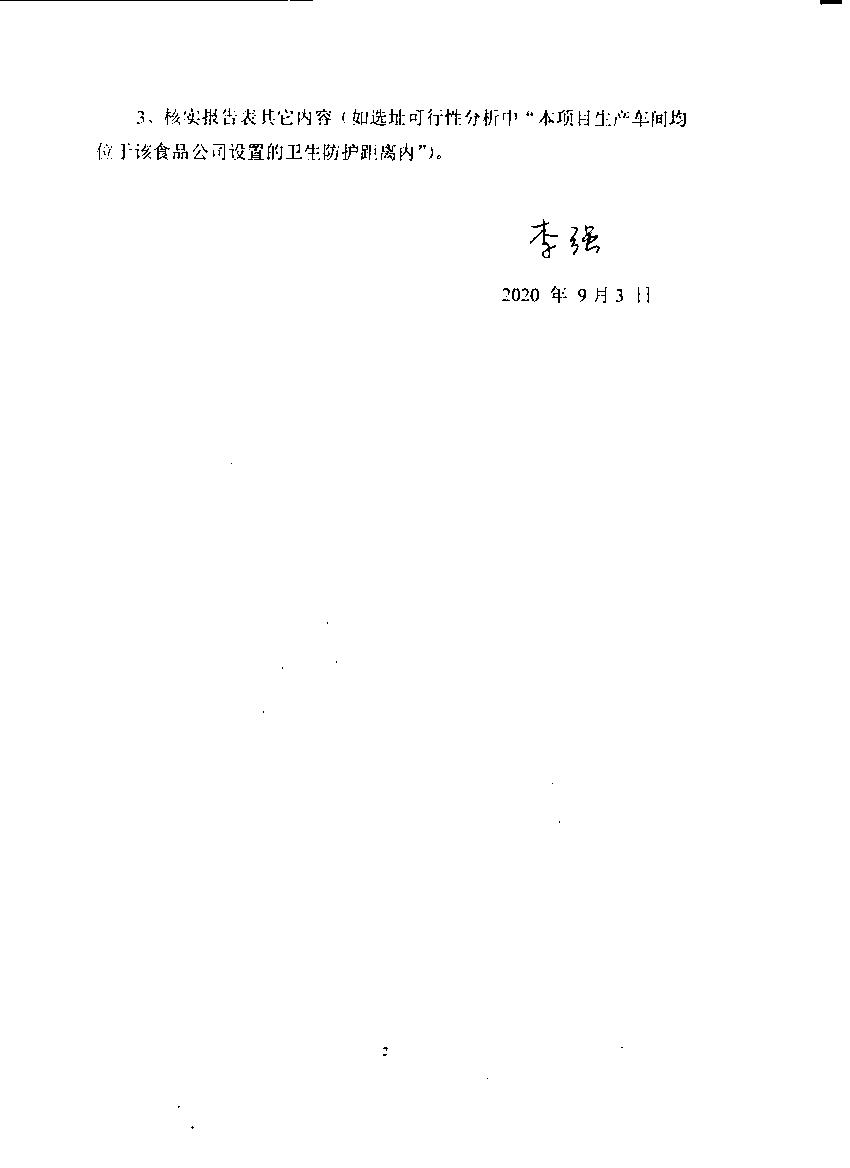 3、核实报告表其它内容（如选址可行性分析中“本项目生产车间均
位于该食品公司设置的卫生防护距离内”）。
李强
2020 年 9 月 3 日
2